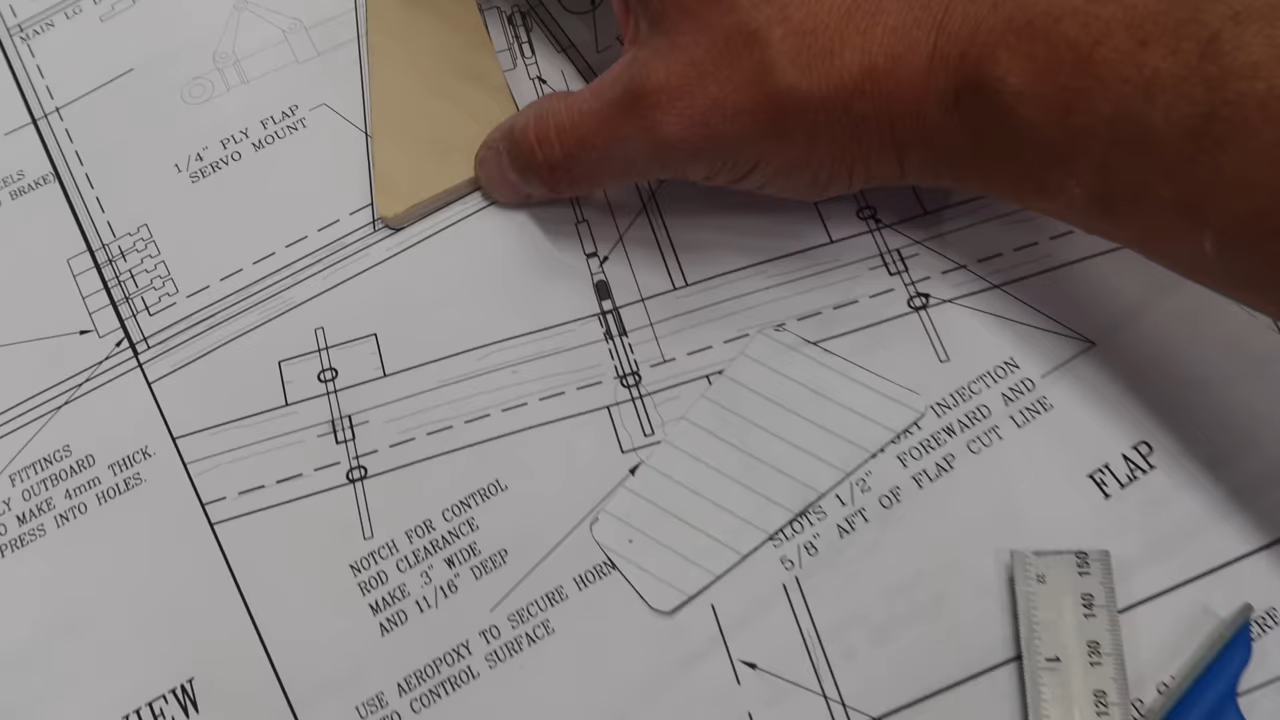 MAIN LG
1/4" PLY FLAP
SERVO MOUNT
BRAKE)
FITTINGS
OUTBOARD
MAKE 4mm THICK.
PRESS INTO HOLES.
NOTCH FOR CONTROL
ROD CLEARANCE
MAKE .3" WIDE
AND 11/16" DEEP
USE AEROPOXY TO SECURE HORN
CONTROL SURFACE
INJECTION
SLOTS 1/2" FOREWARD AND
5/8" AFT OF FLAP CUT LINE
FLAP
150
140
130
120
1